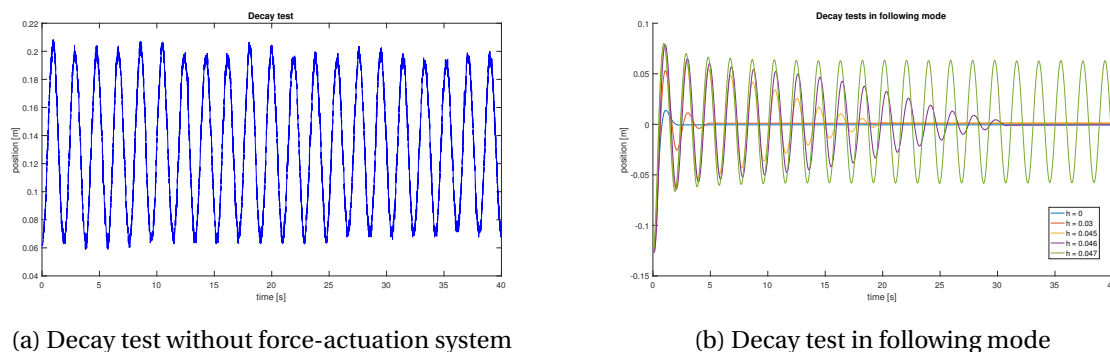 Decay test
0.22
0.2
0.18
0.16
0.14
0.12
0.1
0.08
0.06
0.04
position [m]
0 5 10 15 20 25 30 35 40
time [s]
(a) Decay test without force-actuation system
Decay tests in following mode
0.1
0.05
0
-0.05
-0.1
-0.15
position [m]
0 5 10 15 20 25 30 35 40
time [s]
h = 0
h = 0.03
h = 0.045
h = 0.046
h = 0.047
(b) Decay test in following mode